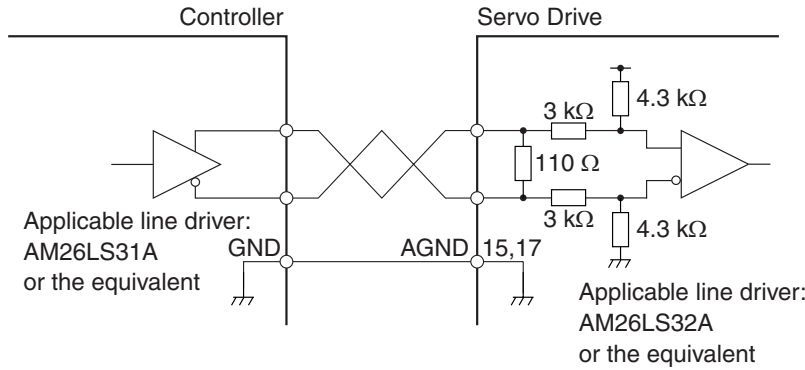 Controller
Servo Drive
3 kΩ
4.3 kΩ
110 Ω
3 kΩ
4.3 kΩ
Applicable line driver:
AM26LS31A
or the equivalent
GND
AGND
15,17
Applicable line driver:
AM26LS32A
or the equivalent